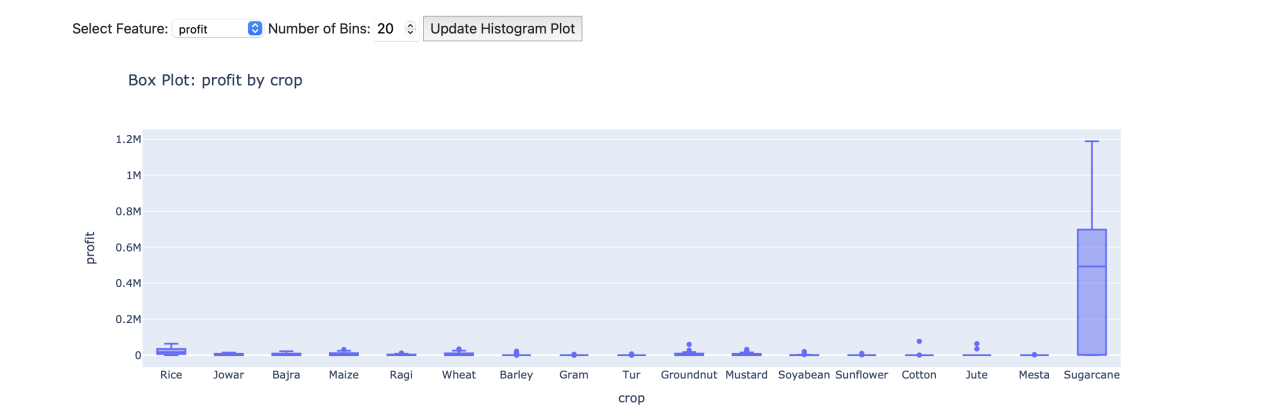 Select Feature: profit Number of Bins: 20 Update Histogram Plot
Box Plot: profit by crop
1.2M
1M
0.8M
0.6M
0.4M
0.2M
0
profit
Rice Jowar Bajra Maize Ragi Wheat Barley Gram Tur Groundnut Mustard Soyabean Sunflower Cotton Jute Mesta Sugarcane
crop